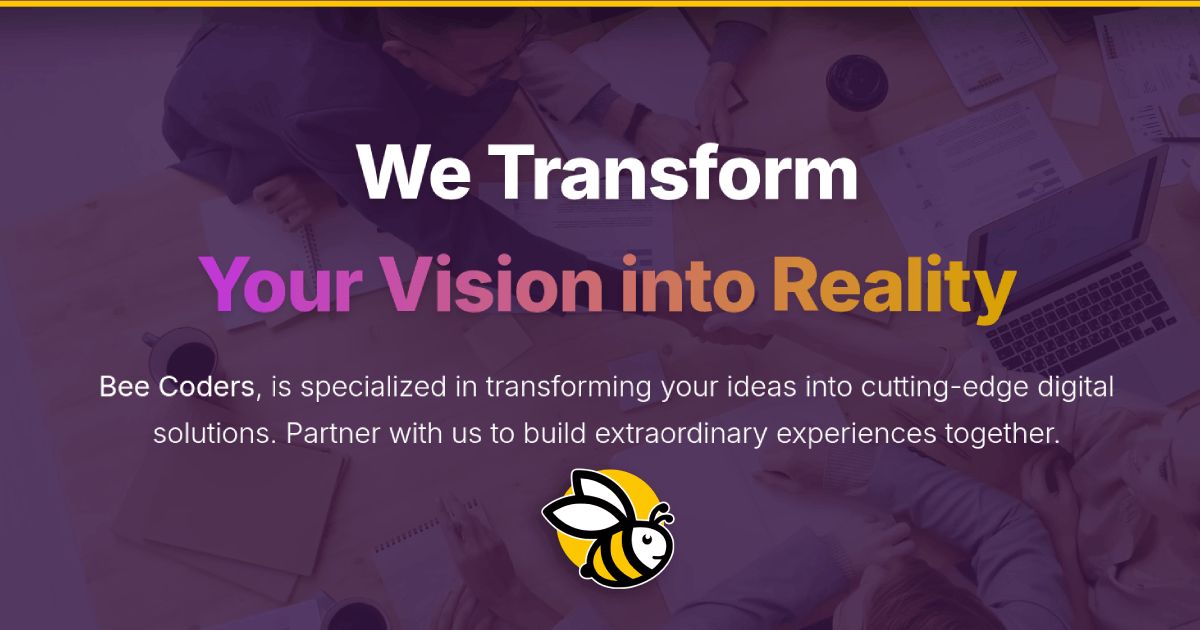 We Transform
Your Vision into Reality
Bee Coders, is specialized in transforming your ideas into cutting-edge digital
solutions. Partner with us to build extraordinary experiences together.